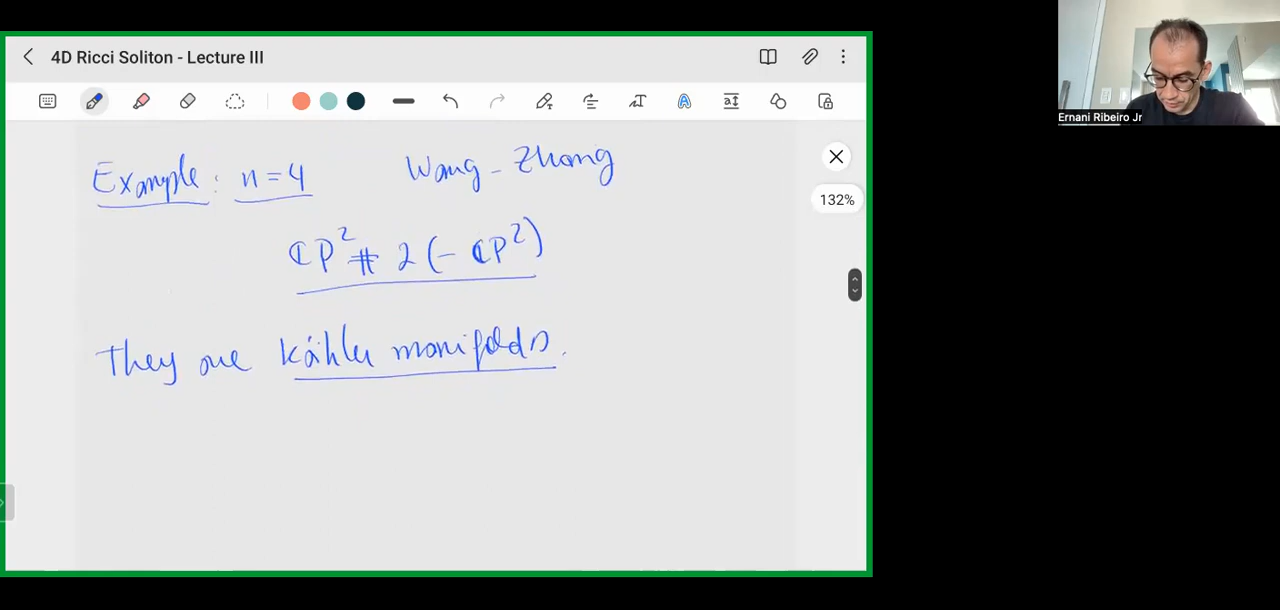 4D Ricci Soliton - Lecture III
Ernani Ribeiro Jr
Example: n = 4 Wang - Zhang
132%
ℂP² # 2 (- ℂP²)
They are Kähler manifolds.